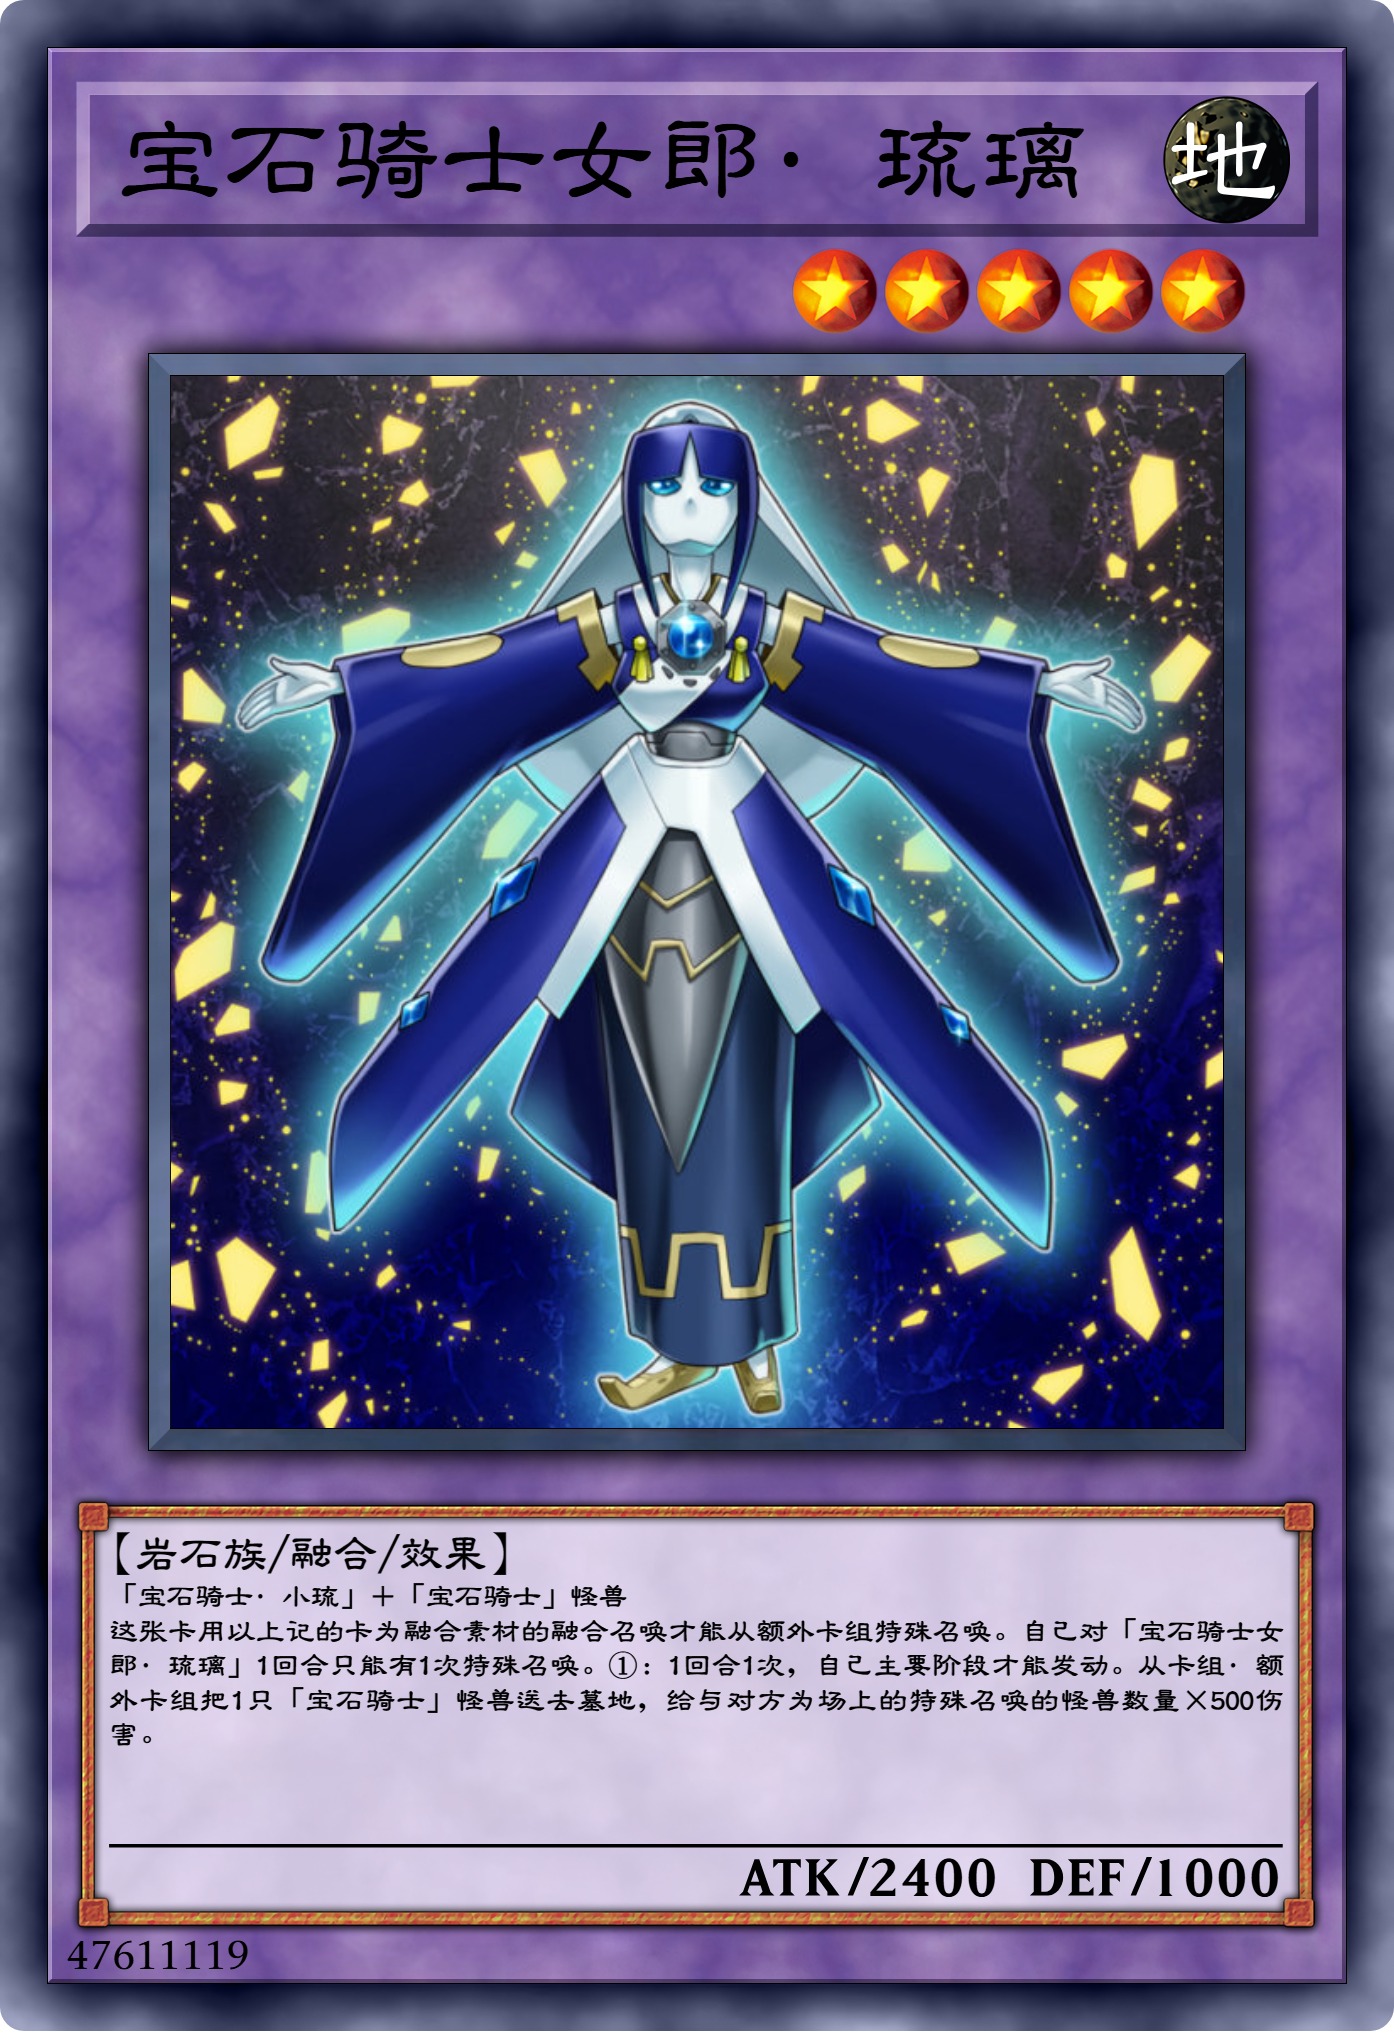 宝石骑士女郎·琉璃
地
【岩石族/融合/效果】
「宝石骑士·小琉」＋「宝石骑士」怪兽
这张卡用以上记的卡为融合素材的融合召唤才能从额外卡组特殊召唤。自己对「宝石骑士女
郎·琉璃」1回合只能有1次特殊召唤。①：1回合1次，自己主要阶段才能发动。从卡组·额
外卡组把1只「宝石骑士」怪兽送去墓地，给与对方为场上的特殊召唤的怪兽数量×500伤
害。
ATK/2400 DEF/1000
47611119